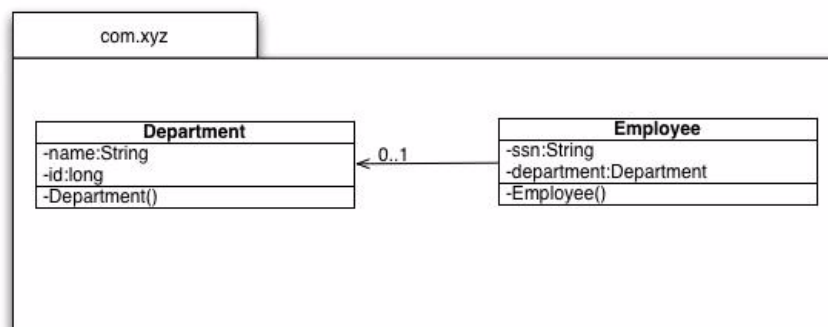 com.xyz
Department
-name:String
-id:long
-Department()
0..1
Employee
-ssn:String
-department:Department
-Employee()